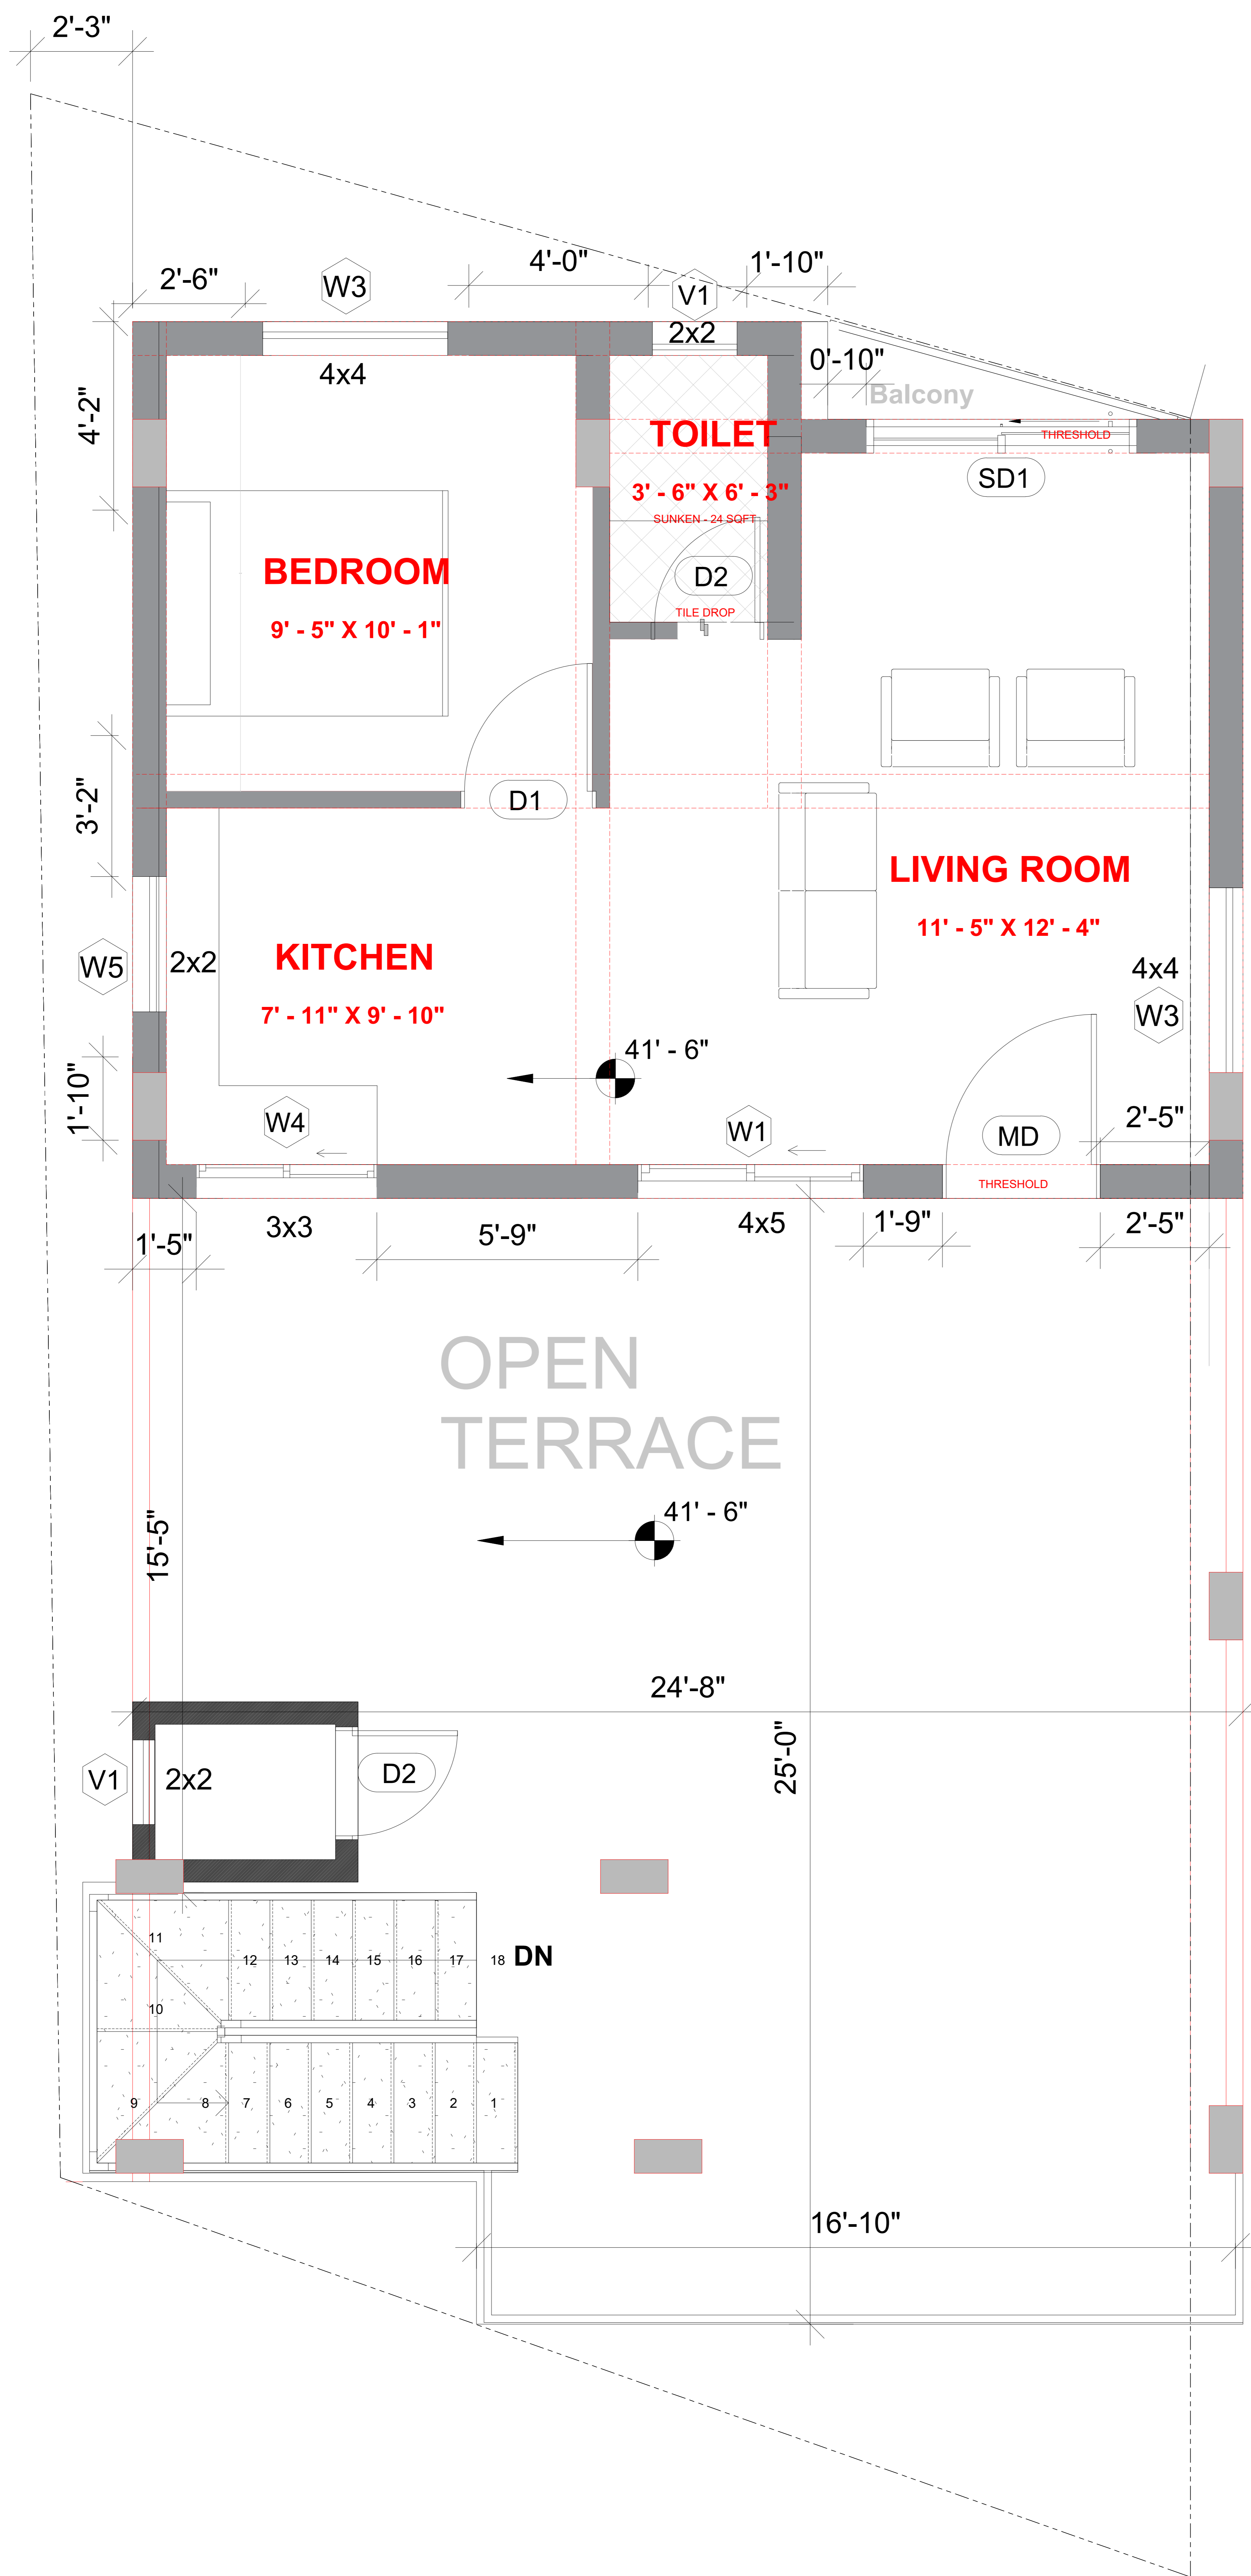 2'-3"
4'-0"
1'-10"
2'-6"
W3
V1
2x2
4x4
0'-10"
Balcony
4'-2"
TOILET
THRESHOLD
SD1
3' - 6" X 6' - 3"
SUNKEN - 24 SQFT
BEDROOM
D2
9' - 5" X 10' - 1"
TILE DROP
3'-2"
D1
LIVING ROOM
11' - 5" X 12' - 4"
KITCHEN
W5
2x2
4x4
7' - 11" X 9' - 10"
W3
41' - 6"
1'-10"
W4
W1
MD
2'-5"
THRESHOLD
3x3
5'-9"
4x5
1'-9"
2'-5"
1'-5"
OPEN
TERRACE
41' - 6"
15'-5"
24'-8"
25'-0"
V1
2x2
D2
11
12
13
14
15
16
17
18
DN
10
9
8
7
6
5
4
3
2
1
16'-10"